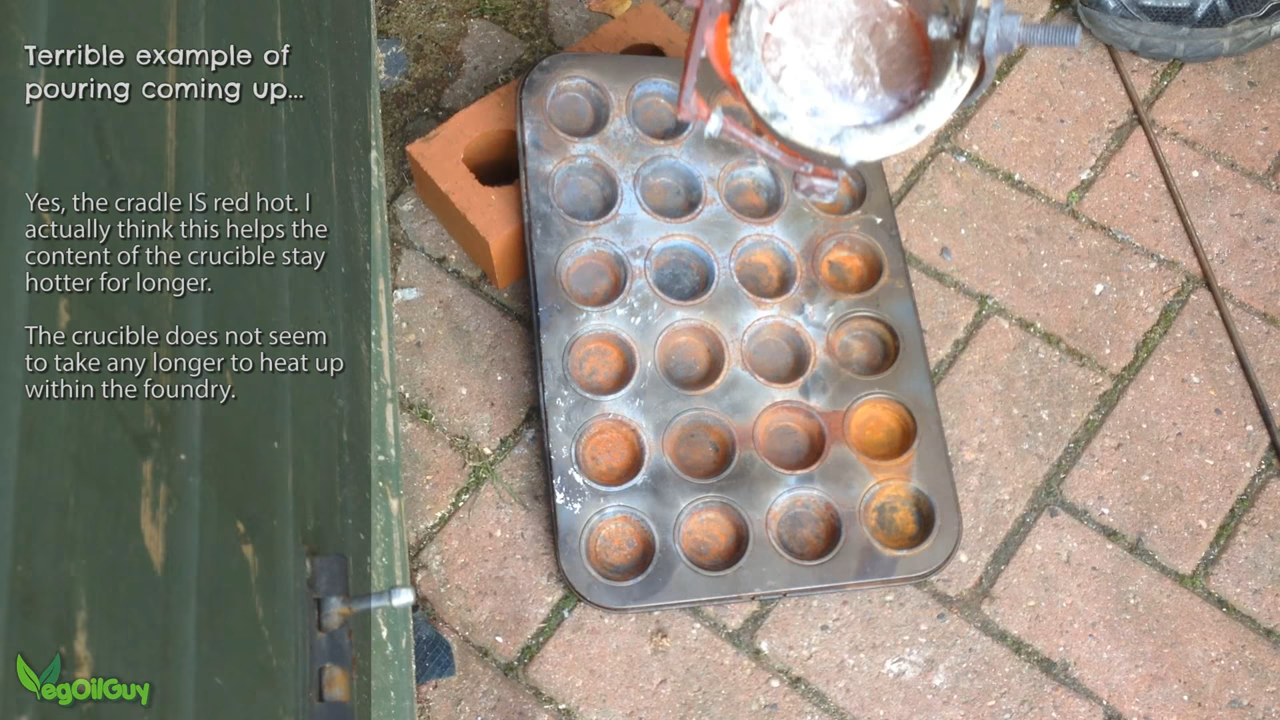 Terrible example of
pouring coming up...
Yes, the cradle IS red hot. I
actually think this helps the
content of the crucible stay
hotter for longer.
The crucible does not seem
to take any longer to heat up
within the foundry.
VegOilGuy